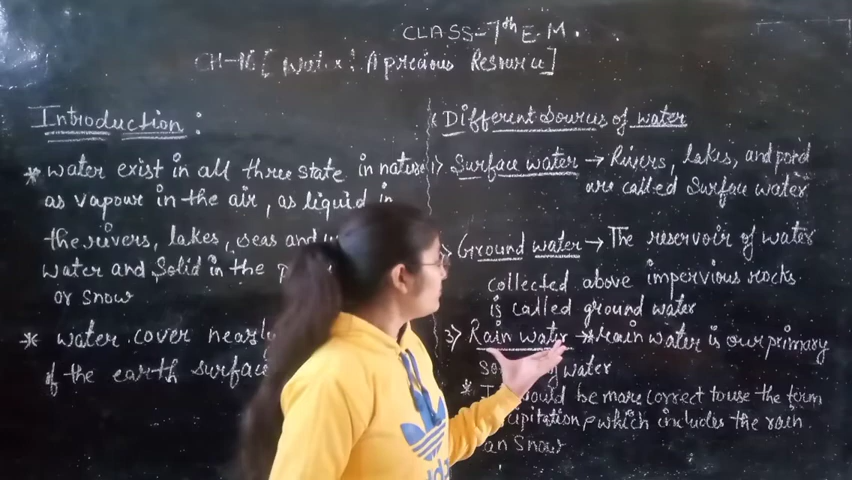 CLASS-7th E.M.
[ Water: A precious Resource]
Introduction:
* water exist in all three state in nature
as vapour in the air, as liquid in
the rivers, lakes, seas and
water and Solid in the
or snow
* water cover nearly
of the earth surface
Different sources of water
1) Surface water → Rivers, lakes, and pond
are called Surface water
Ground water → The reservoir of water
collected above impervious rocks
is called ground water
3) Rain water → rain water is our primary
water
* would be more correct to use the form
which includes the rain
an Snow
adidas